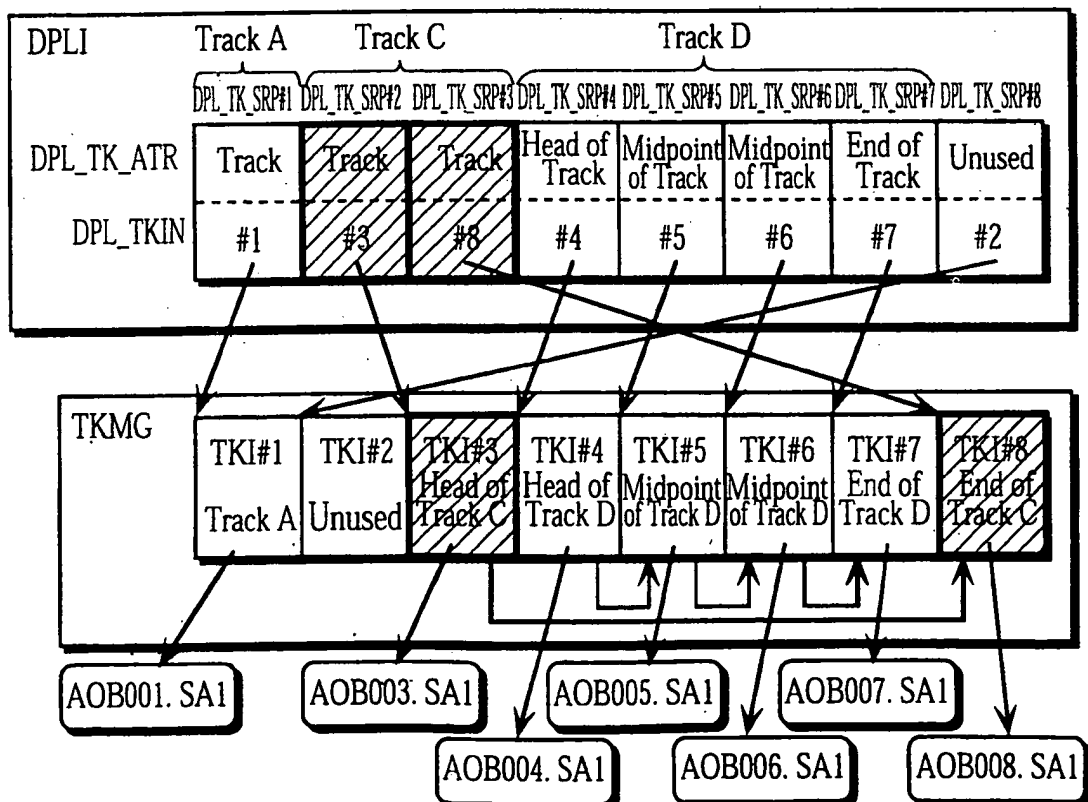 DPLI
Track A
Track C
Track D
DPL_TK_SRP#1
DPL_TK_SRP#2
DPL_TK_SRP#3
DPL_TK_SRP#4
DPL_TK_SRP#5
DPL_TK_SRP#6
DPL_TK_SRP#7
DPL_TK_SRP#8
DPL_TK_ATR
Track
Track
Track
Head of
Track
Midpoint
of Track
Midpoint
of Track
End of
Track
Unused
DPL_TKIN
#1
#3
#8
#4
#5
#6
#7
#2
TKMG
TKI#1
Track A
TKI#2
Unused
TKI#3
Head of
Track C
TKI#4
Head of
Track D
TKI#5
Midpoint
of Track D
TKI#6
Midpoint
of Track D
TKI#7
End of
Track D
TKI#8
End of
Track C
AOB001. SA1
AOB003. SA1
AOB005. SA1
AOB007. SA1
AOB004. SA1
AOB006. SA1
AOB008. SA1